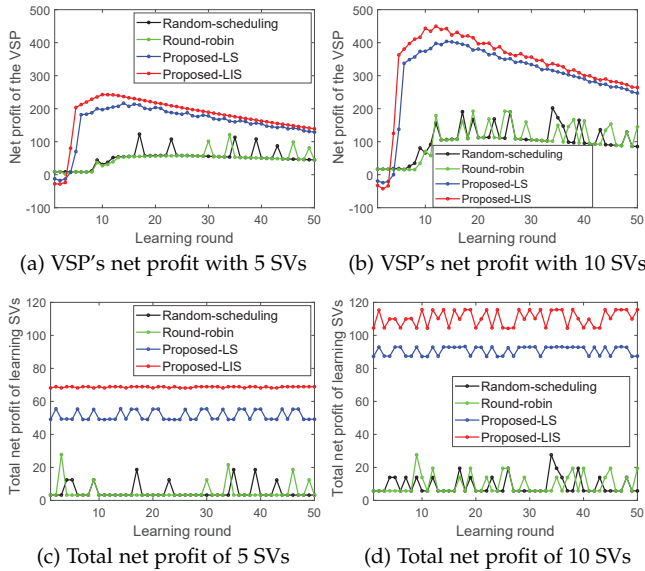 500
400
300
200
100
0
-100
Net profit of the VSP
Random-scheduling
Round-robin
Proposed-LS
Proposed-LIS
0 10 20 30 40 50
Learning round
(a) VSP's net profit with 5 SVs
500
400
300
200
100
0
-100
Net profit of the VSP
Random-scheduling
Round-robin
Proposed-LS
Proposed-LIS
0 10 20 30 40 50
Learning round
(b) VSP's net profit with 10 SVs
120
100
80
60
40
20
0
Total net profit of learning SVs
Random-scheduling
Round-robin
Proposed-LS
Proposed-LIS
10 20 30 40 50
Learning round
(c) Total net profit of 5 SVs
120
100
80
60
40
20
0
Total net profit of learning SVs
Random-scheduling
Round-robin
Proposed-LS
Proposed-LIS
10 20 30 40 50
Learning round
(d) Total net profit of 10 SVs